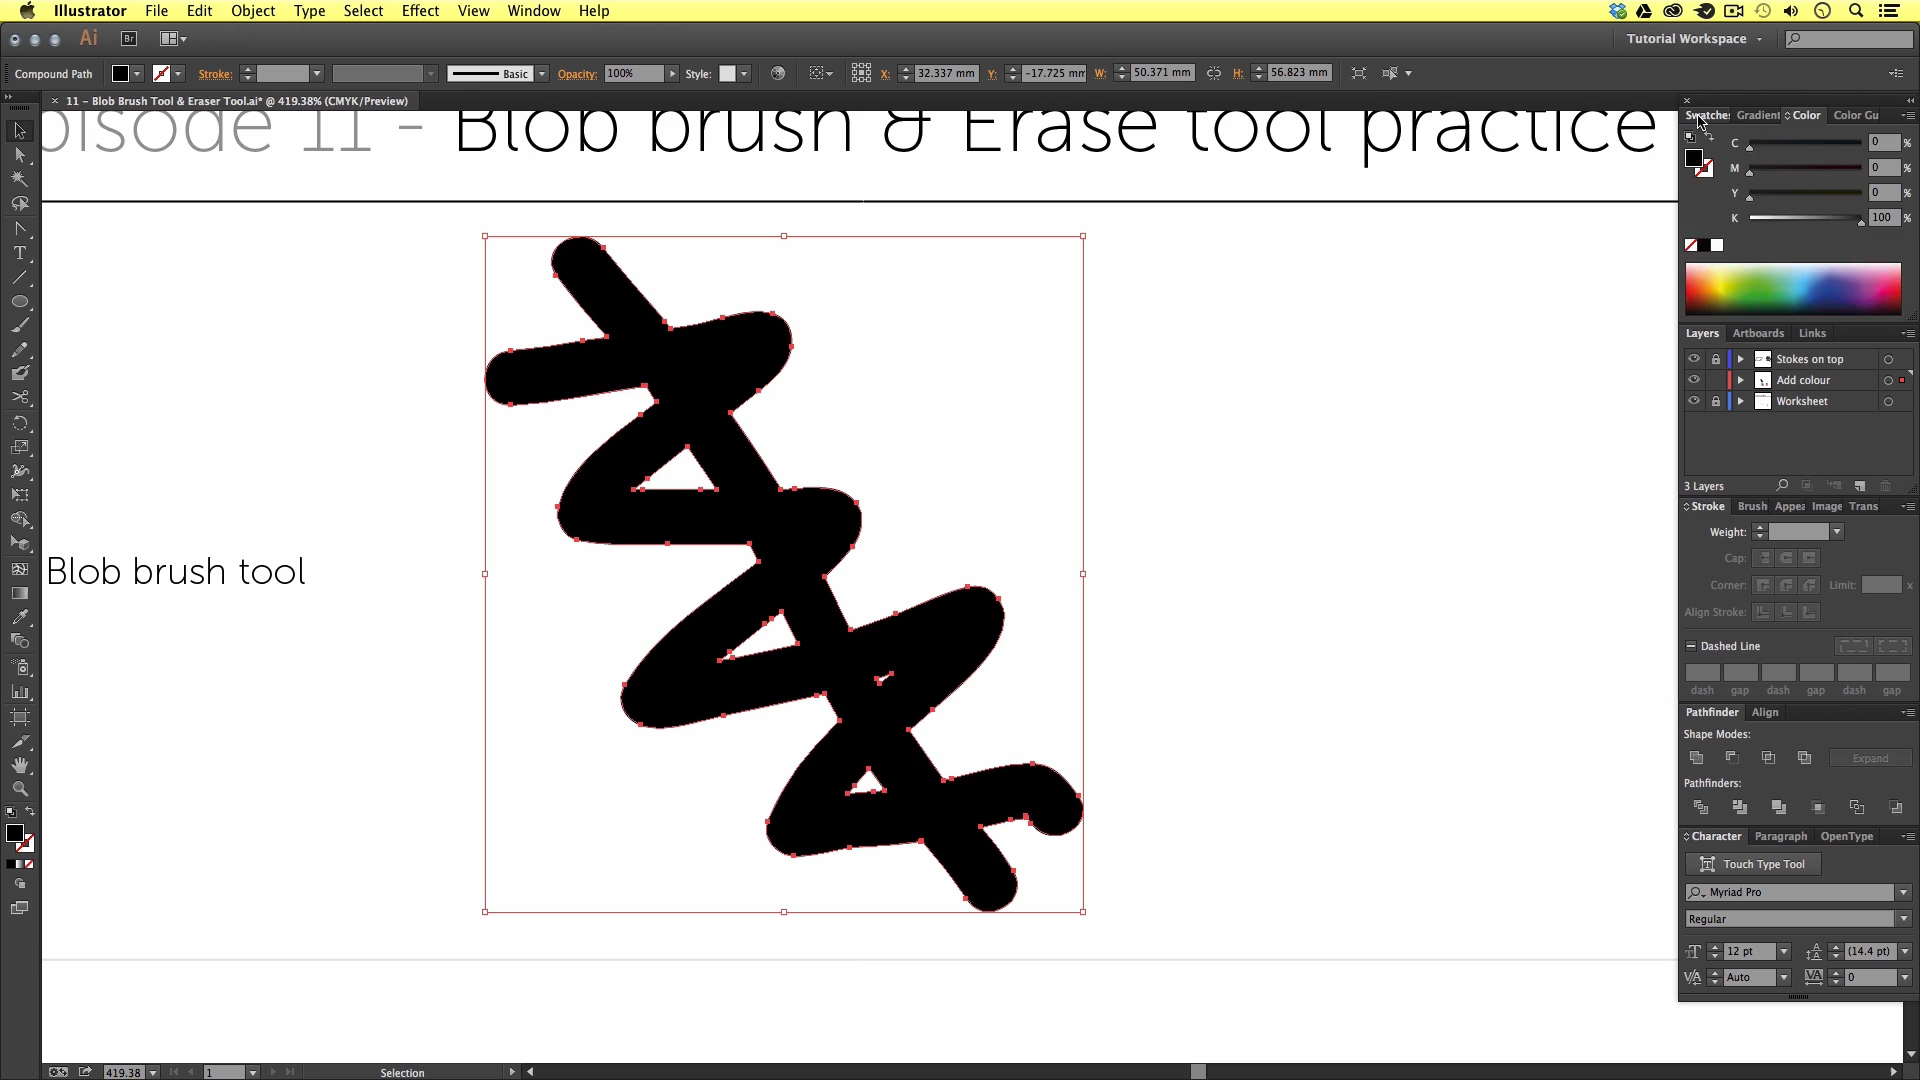 Illustrator File Edit Object Type Select Effect View Window Help
Ai Br Tutorial Workspace
Compound Path Stroke: Basic Opacity: 100% Style: X: 32.337 mm Y: -17.725 mm W: 50.371 mm H: 56.823 mm
11 - Blob Brush Tool & Eraser Tool.ai* @ 419.38% (CMYK/Preview)
pisode 11 - Blob brush & Erase tool practice
Blob brush tool
Swatches Gradient Color Color Gu
C 0 %
M 0 %
Y 0 %
K 100 %
Layers Artboards Links
Stokes on top
Add colour
Worksheet
3 Layers
Stroke Brush Appea Image Trans
Weight:
Cap:
Corner: Limit: x
Align Stroke:
Dashed Line
dash gap dash gap dash gap
Pathfinder Align
Shape Modes:
Expand
Pathfinders:
Character Paragraph OpenType
Touch Type Tool
Myriad Pro
Regular
12 pt (14.4 pt)
Auto 0
419.38 1 Selection